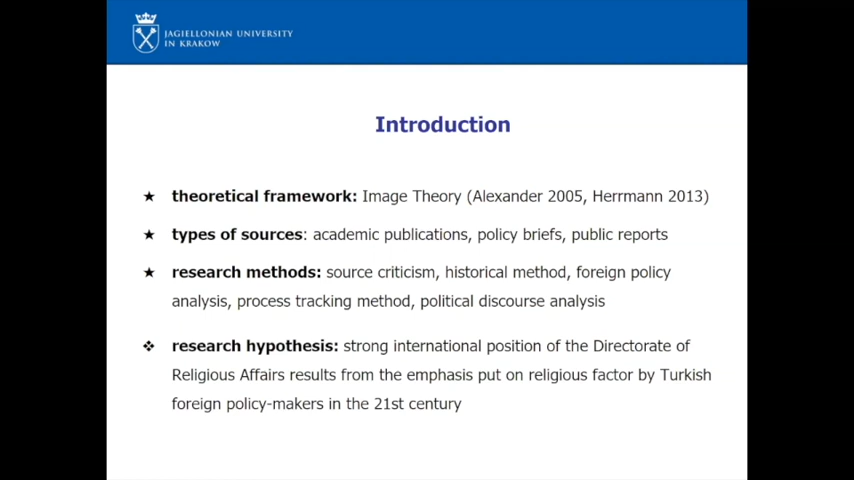 JAGIELLONIAN UNIVERSITY
IN KRAKOW
Introduction
★ theoretical framework: Image Theory (Alexander 2005, Herrmann 2013)
★ types of sources: academic publications, policy briefs, public reports
★ research methods: source criticism, historical method, foreign policy
analysis, process tracking method, political discourse analysis
❖ research hypothesis: strong international position of the Directorate of
Religious Affairs results from the emphasis put on religious factor by Turkish
foreign policy-makers in the 21st century